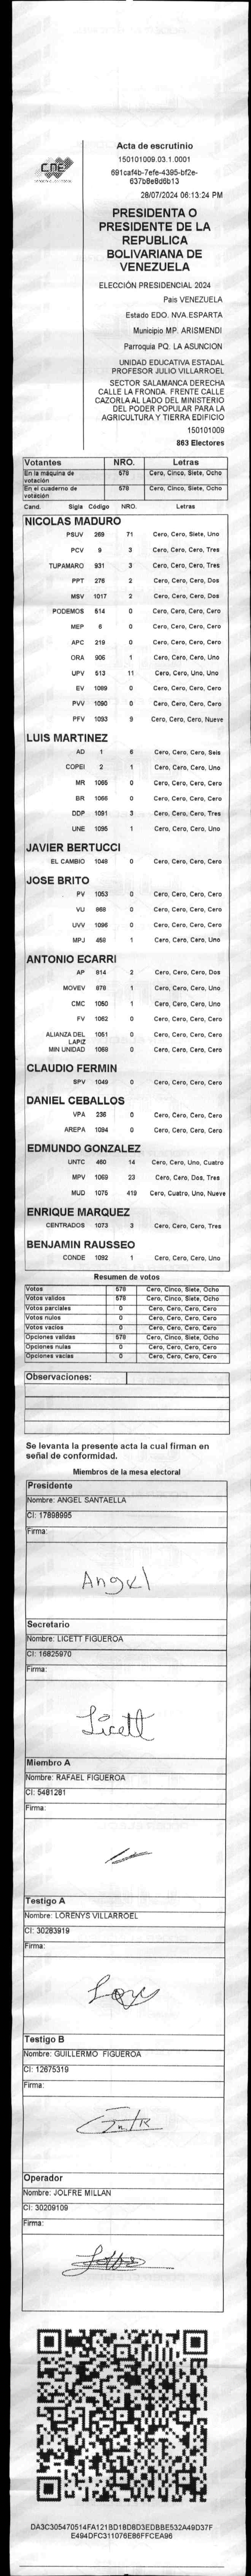 CNE
Acta de escrutinio
150101009.03.1.0001
691caf4b-7efe-4395-bf2e-
637b8e8d6b13
28/07/2024 06:13:24 PM
PRESIDENTA O
PRESIDENTE DE LA
REPUBLICA
BOLIVARIANA DE
VENEZUELA
ELECCIÓN PRESIDENCIAL 2024
Pais VENEZUELA
Estado EDO. NVA.ESPARTA
Municipio MP. ARISMENDI
Parroquia PQ. LA ASUNCION
UNIDAD EDUCATIVA ESTADAL
PROFESOR JULIO VILLARROEL
SECTOR SALAMANCA DERECHA
CALLE LA FRONDA. FRENTE CALLE
CAZORLA AL LADO DEL MINISTERIO
DEL PODER POPULAR PARA LA
AGRICULTURA Y TIERRA EDIFICIO
150101009
863 Electores
Votantes NRO. Letras
En la máquina de votación 578 Cero, Cinco, Siete, Ocho
En el cuaderno de votación 578 Cero, Cinco, Siete, Ocho
Cand. Sigla Código NRO. Letras
NICOLAS MADURO
PSUV 269 71 Cero, Cero, Siete, Uno
PCV 9 3 Cero, Cero, Cero, Tres
TUPAMARO 931 3 Cero, Cero, Cero, Tres
PPT 276 2 Cero, Cero, Cero, Dos
MSV 1017 2 Cero, Cero, Cero, Dos
PODEMOS 514 0 Cero, Cero, Cero, Cero
MEP 6 0 Cero, Cero, Cero, Cero
APC 219 0 Cero, Cero, Cero, Cero
ORA 906 1 Cero, Cero, Cero, Uno
UPV 513 11 Cero, Cero, Uno, Uno
EV 1099 0 Cero, Cero, Cero, Cero
PVV 1090 0 Cero, Cero, Cero, Cero
PFV 1093 9 Cero, Cero, Cero, Nueve
LUIS MARTINEZ
AD 1 6 Cero, Cero, Cero, Seis
COPEI 2 1 Cero, Cero, Cero, Uno
MR 1065 0 Cero, Cero, Cero, Cero
BR 1066 0 Cero, Cero, Cero, Cero
DDP 1091 3 Cero, Cero, Cero, Tres
UNE 1095 1 Cero, Cero, Cero, Uno
JAVIER BERTUCCI
EL CAMBIO 1048 0 Cero, Cero, Cero, Cero
JOSE BRITO
PV 1053 0 Cero, Cero, Cero, Cero
VU 868 0 Cero, Cero, Cero, Cero
UVV 1096 0 Cero, Cero, Cero, Cero
MPJ 458 1 Cero, Cero, Cero, Uno
ANTONIO ECARRI
AP 814 2 Cero, Cero, Cero, Dos
MOVEV 878 1 Cero, Cero, Cero, Uno
CMC 1050 1 Cero, Cero, Cero, Uno
FV 1062 0 Cero, Cero, Cero, Cero
ALIANZA DEL LAPIZ 1051 0 Cero, Cero, Cero, Cero
MIN UNIDAD 1068 0 Cero, Cero, Cero, Cero
CLAUDIO FERMIN
SPV 1049 0 Cero, Cero, Cero, Cero
DANIEL CEBALLOS
VPA 236 0 Cero, Cero, Cero, Cero
AREPA 1094 0 Cero, Cero, Cero, Cero
EDMUNDO GONZALEZ
UNTC 460 14 Cero, Cero, Uno, Cuatro
MPV 1069 23 Cero, Cero, Dos, Tres
MUD 1075 419 Cero, Cuatro, Uno, Nueve
ENRIQUE MARQUEZ
CENTRADOS 1073 3 Cero, Cero, Cero, Tres
BENJAMIN RAUSSEO
CONDE 1092 1 Cero, Cero, Cero, Uno
Resumen de votos
Votos 578 Cero, Cinco, Siete, Ocho
Votos validos 578 Cero, Cinco, Siete, Ocho
Votos parciales 0 Cero, Cero, Cero, Cero
Votos nulos 0 Cero, Cero, Cero, Cero
Votos vacios 0 Cero, Cero, Cero, Cero
Opciones validas 578 Cero, Cinco, Siete, Ocho
Opciones nulas 0 Cero, Cero, Cero, Cero
Opciones vacias 0 Cero, Cero, Cero, Cero
Observaciones:
Se levanta la presente acta la cual firman en
señal de conformidad.
Miembros de la mesa electoral
Presidente
Nombre: ANGEL SANTAELLA
CI: 17898995
Firma:
Angel
Secretario
Nombre: LICETT FIGUEROA
CI: 16825970
Firma:
Licett
Miembro A
Nombre: RAFAEL FIGUEROA
CI: 5481281
Firma:
Testigo A
Nombre: LORENYS VILLARROEL
CI: 30283919
Firma:
Testigo B
Nombre: GUILLERMO FIGUEROA
CI: 12675319
Firma:
Operador
Nombre: JOLFRE MILLAN
CI: 30209109
Firma:
DA3C305470514FA121BD18D8D3EDBBE532A49D37F
E494DFC311076E86FFCEA96